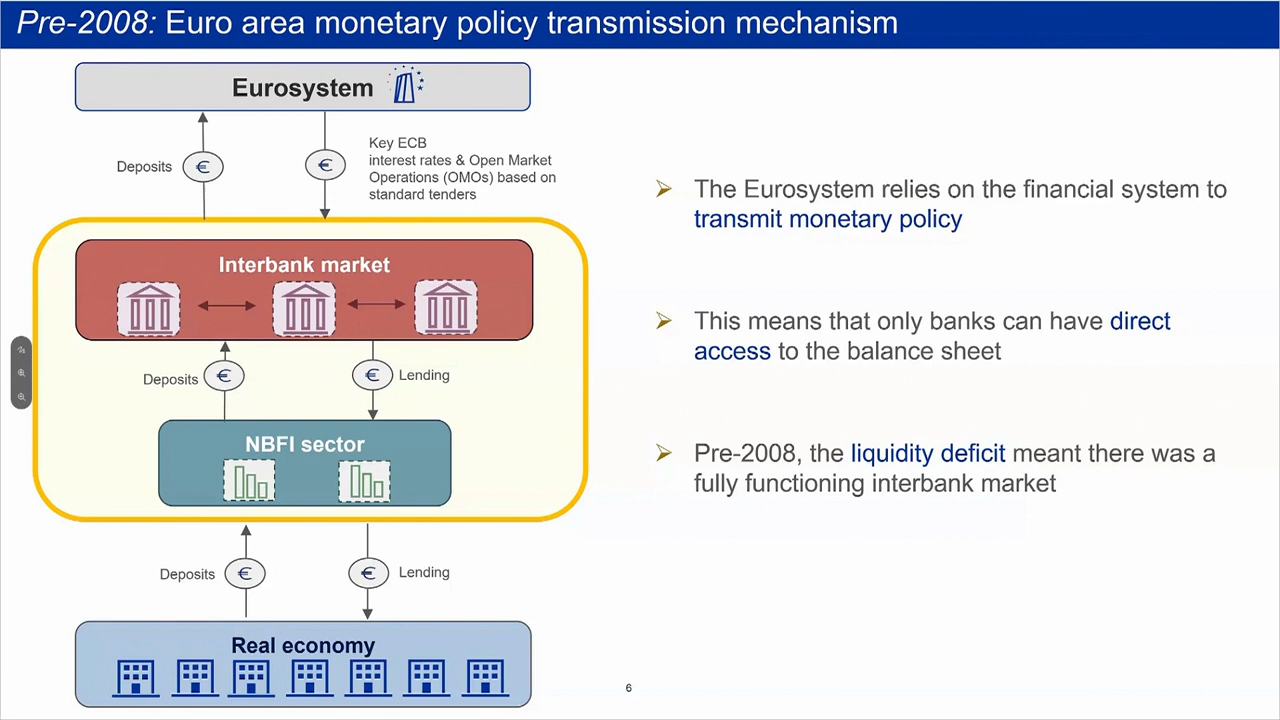 Pre-2008: Euro area monetary policy transmission mechanism
Eurosystem
Deposits
€
€
Key ECB
interest rates & Open Market
Operations (OMOs) based on
standard tenders
Interbank market
Deposits
€
€
Lending
NBFI sector
Deposits
€
€
Lending
Real economy
The Eurosystem relies on the financial system to
transmit monetary policy
This means that only banks can have direct
access to the balance sheet
Pre-2008, the liquidity deficit meant there was a
fully functioning interbank market
6